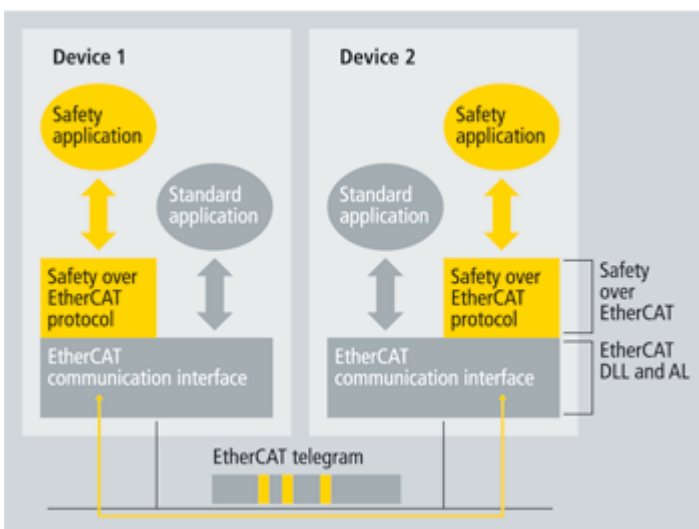 Device 1
Safety
application
Standard
application
Safety over
EtherCAT
protocol
EtherCAT
communication interface
Device 2
Safety
application
Standard
application
Safety over
EtherCAT
protocol
EtherCAT
communication interface
Safety
over
EtherCAT
EtherCAT
DLL and AL
EtherCAT telegram